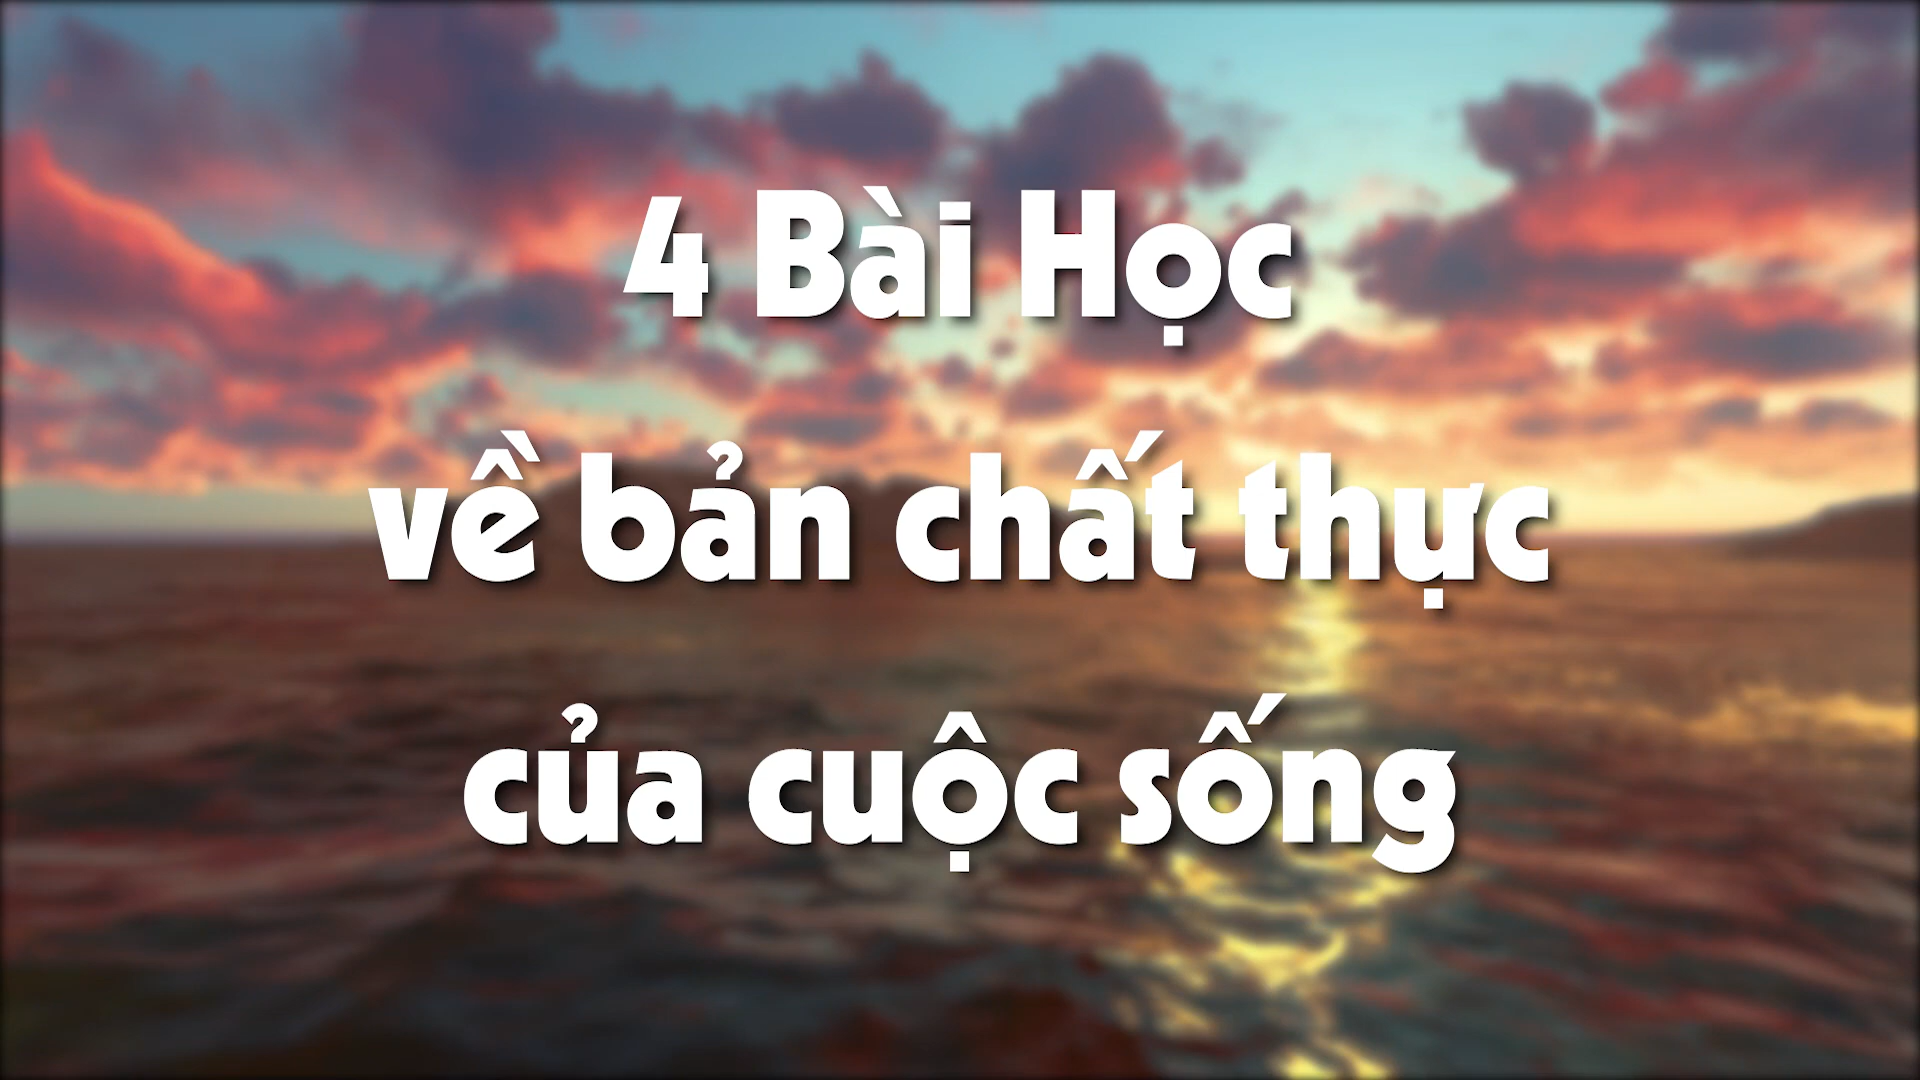 4 Bài Học
về bản chất thực
của cuộc sống